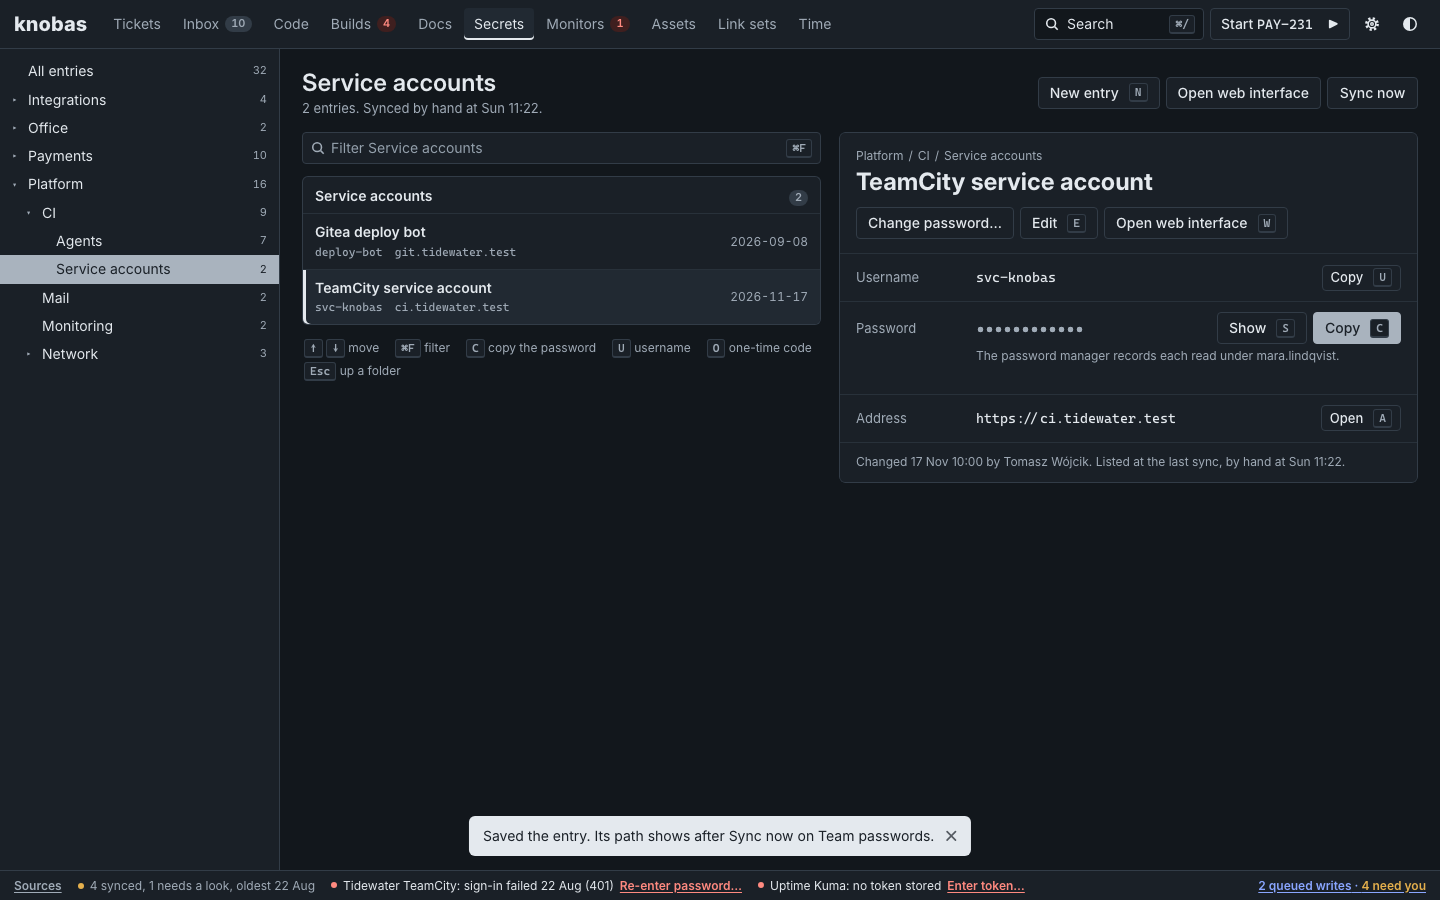 knobas Tickets Inbox 10 Code Builds 4 Docs Secrets Monitors 1 Assets Link sets Time Search ⌘/ Start PAY-231
All entries 32
Integrations 4
Office 2
Payments 10
Platform 16
CI 9
Agents 7
Service accounts 2
Mail 2
Monitoring 2
Network 3
Service accounts
2 entries. Synced by hand at Sun 11:22.
New entry N Open web interface Sync now
Filter Service accounts ⌘F
Service accounts 2
Gitea deploy bot
deploy-bot git.tidewater.test
2026-09-08
TeamCity service account
svc-knobas ci.tidewater.test
2026-11-17
↑ ↓ move ⌘F filter C copy the password U username O one-time code
Esc up a folder
Platform / CI / Service accounts
TeamCity service account
Change password... Edit E Open web interface W
Username svc-knobas Copy U
Password ●●●●●●●●●●●● Show S Copy C
The password manager records each read under mara.lindqvist.
Address https://ci.tidewater.test Open A
Changed 17 Nov 10:00 by Tomasz Wójcik. Listed at the last sync, by hand at Sun 11:22.
Saved the entry. Its path shows after Sync now on Team passwords.
Sources 4 synced, 1 needs a look, oldest 22 Aug Tidewater TeamCity: sign-in failed 22 Aug (401) Re-enter password... Uptime Kuma: no token stored Enter token... 2 queued writes · 4 need you